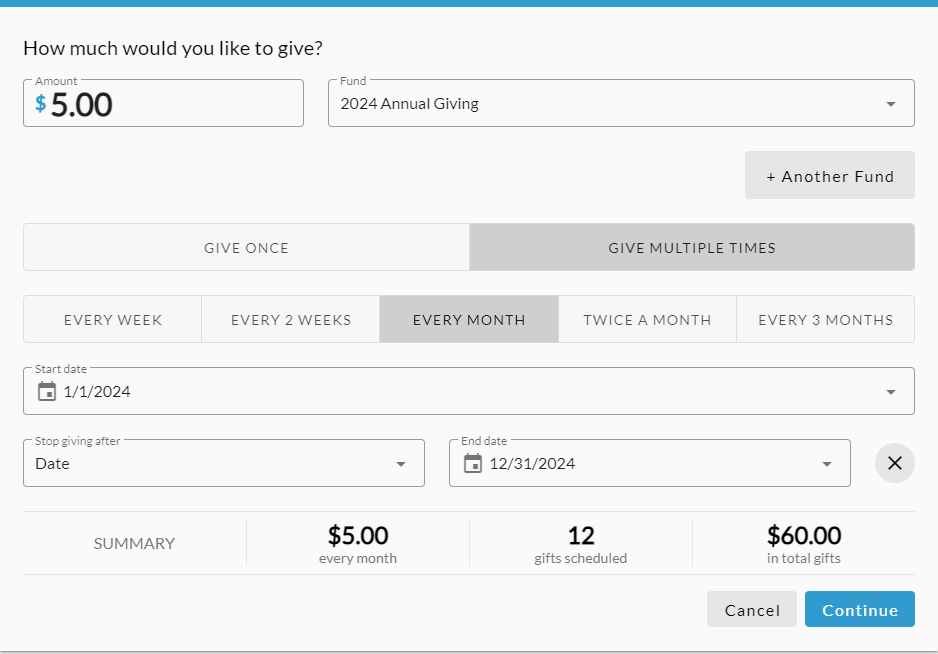 How much would you like to give?
Amount
$ 5.00
Fund
2024 Annual Giving
+ Another Fund
GIVE ONCE
GIVE MULTIPLE TIMES
EVERY WEEK
EVERY 2 WEEKS
EVERY MONTH
TWICE A MONTH
EVERY 3 MONTHS
Start date
1/1/2024
Stop giving after
Date
End date
12/31/2024
SUMMARY
$5.00
every month
12
gifts scheduled
$60.00
in total gifts
Cancel
Continue